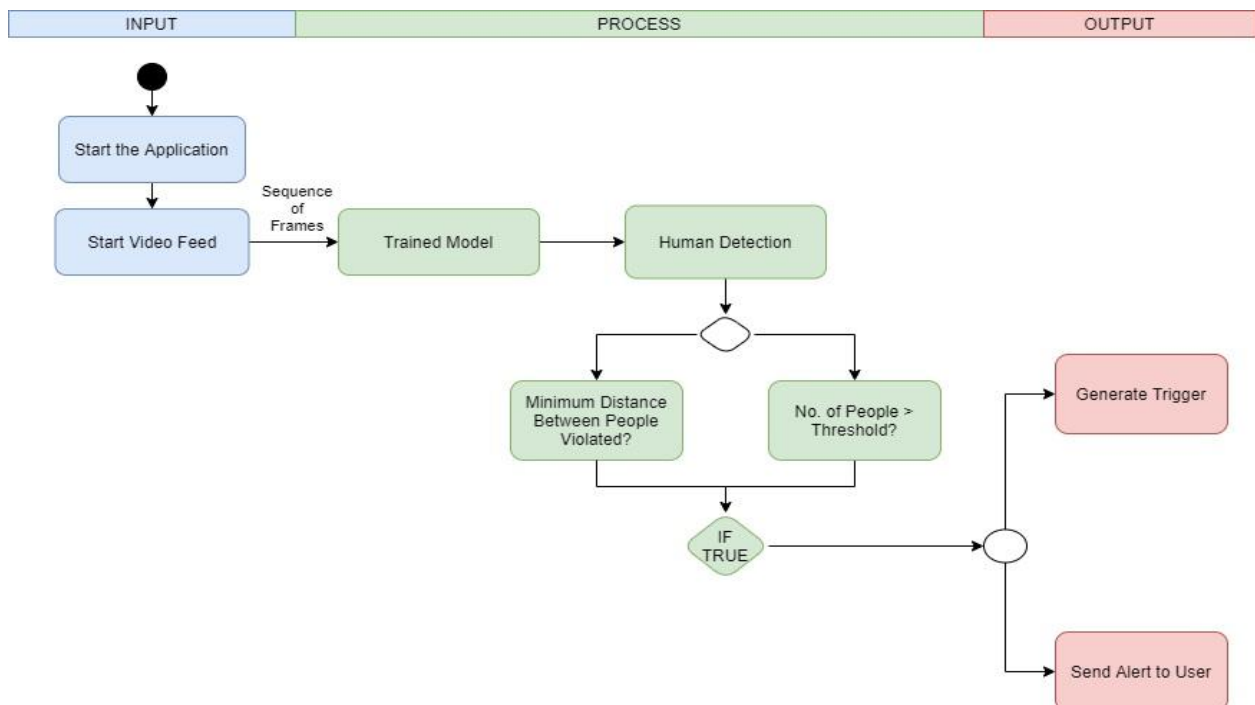 INPUT
PROCESS
OUTPUT
Start the Application
Sequence
of
Frames
Start Video Feed
Trained Model
Human Detection
Minimum Distance
Between People
Violated?
No. of People >
Threshold?
Generate Trigger
IF
TRUE
Send Alert to User